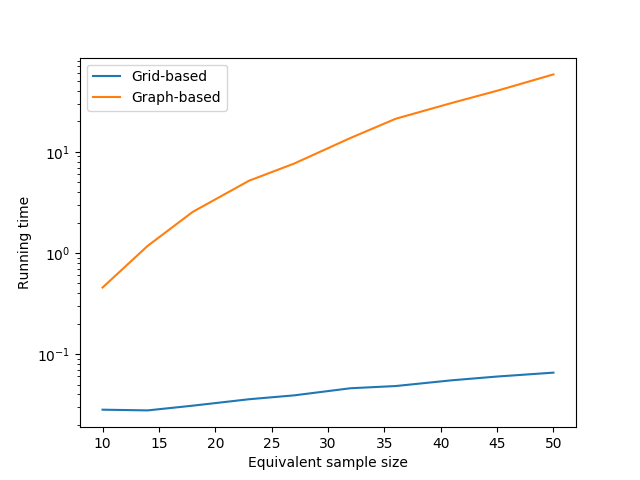 Grid-based
Graph-based
10¹
10⁰
10⁻¹
Running time
10 15 20 25 30 35 40 45 50
Equivalent sample size